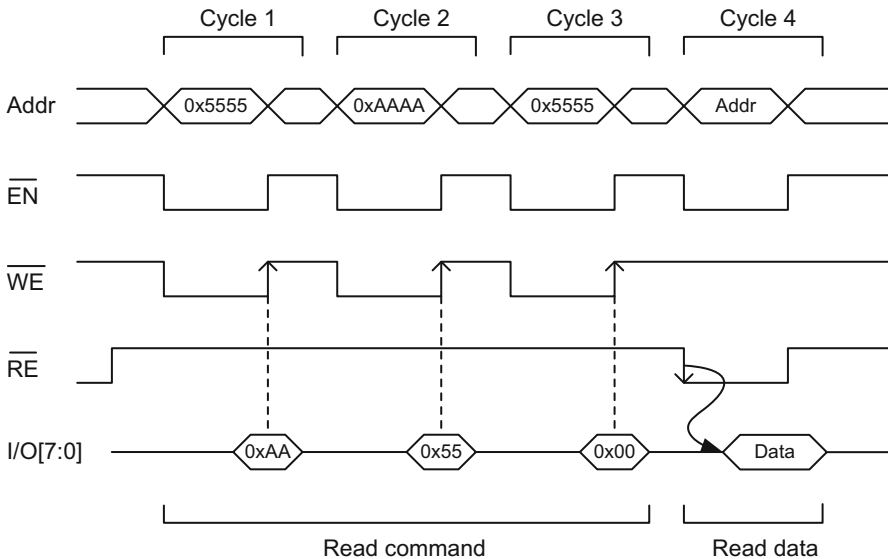 Cycle 1 Cycle 2 Cycle 3 Cycle 4
Addr 0x5555 0xAAAA 0x5555 Addr
EN
WE
RE
I/O[7:0] 0xAA 0x55 0x00 Data
Read command Read data